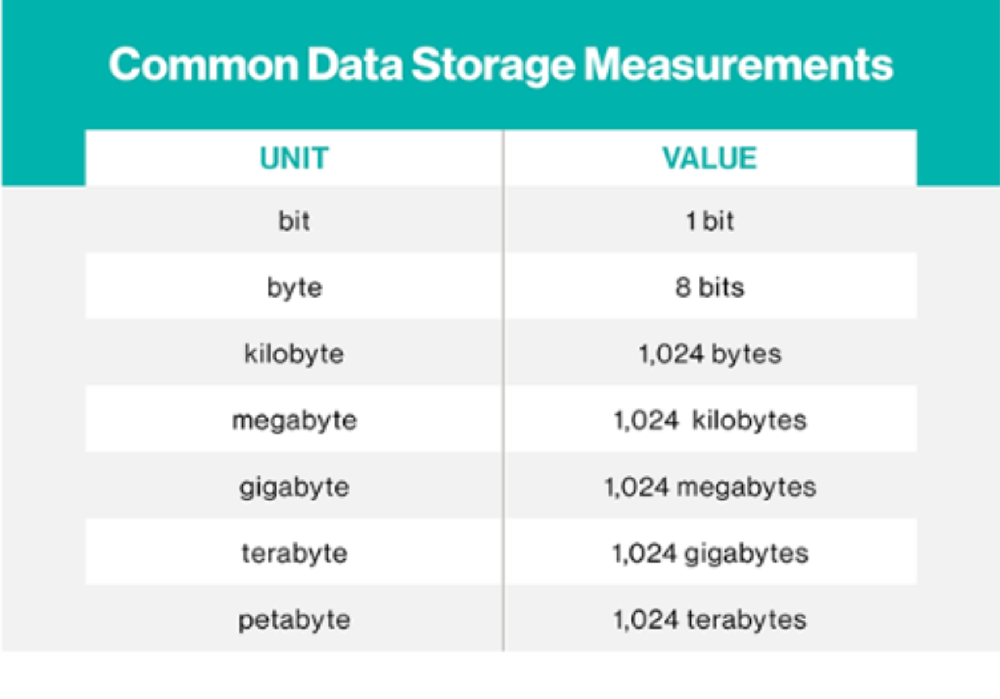 Common Data Storage Measurements
UNIT VALUE
bit 1 bit
byte 8 bits
kilobyte 1,024 bytes
megabyte 1,024 kilobytes
gigabyte 1,024 megabytes
terabyte 1,024 gigabytes
petabyte 1,024 terabytes